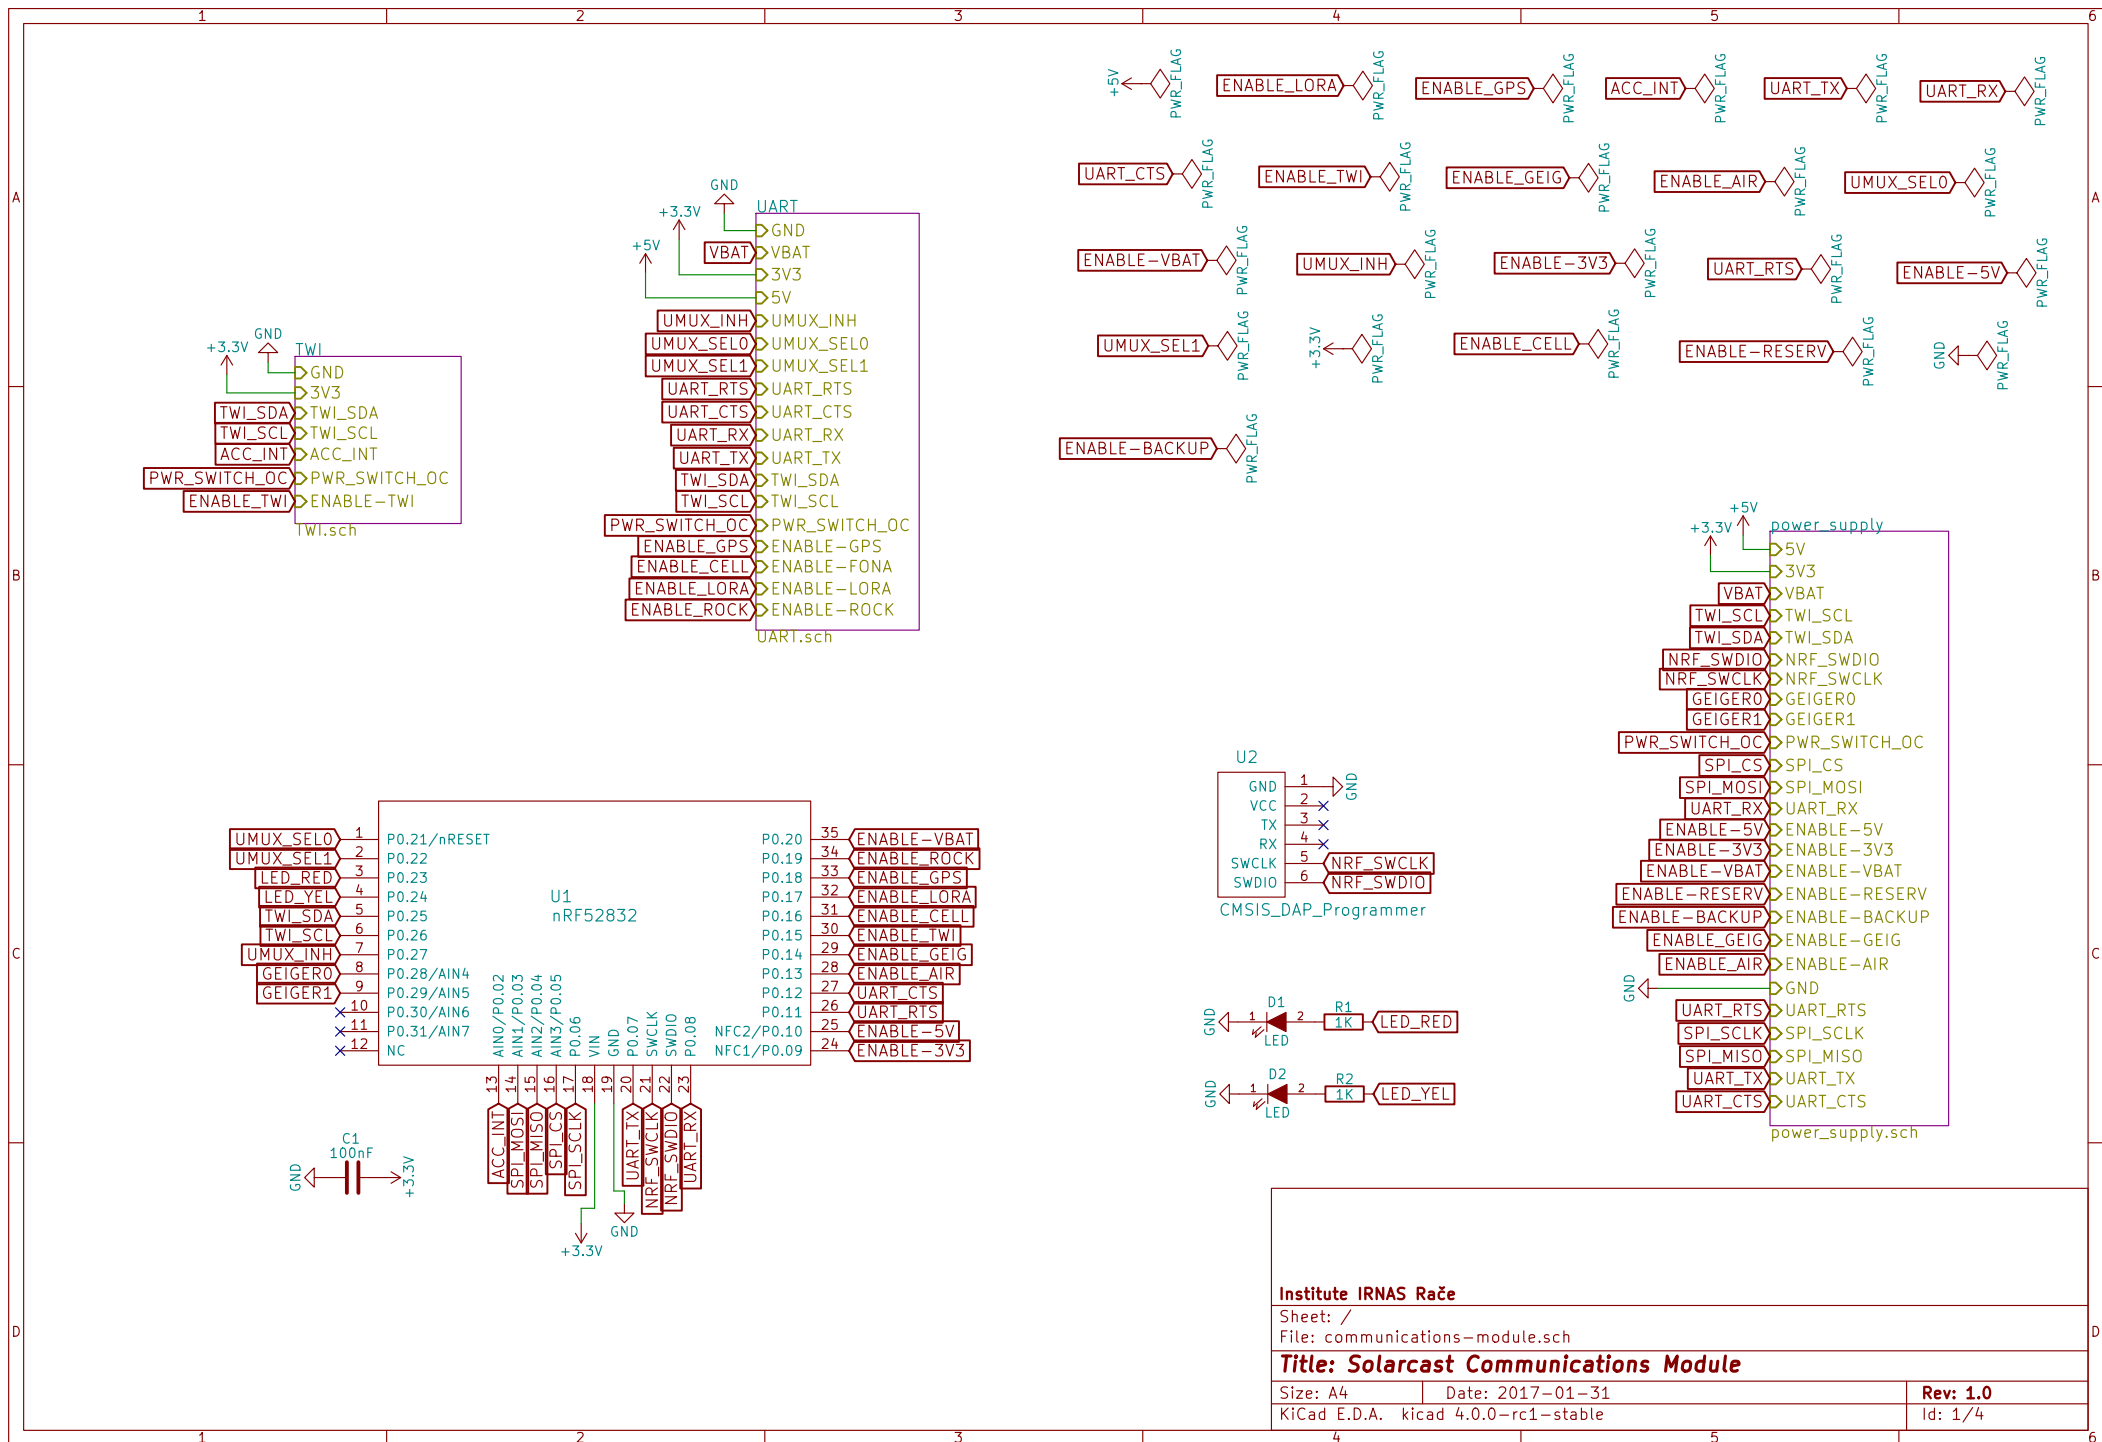 1 2 3 4 5 6
A
B
C
D
A
B
C
D
1 2 3 4 5 6
+5V
PWR_FLAG
ENABLE_LORA
PWR_FLAG
ENABLE_GPS
PWR_FLAG
ACC_INT
PWR_FLAG
UART_TX
PWR_FLAG
UART_RX
PWR_FLAG
UART_CTS
PWR_FLAG
ENABLE_TWI
PWR_FLAG
ENABLE_GEIG
PWR_FLAG
ENABLE_AIR
PWR_FLAG
UMUX_SEL0
PWR_FLAG
ENABLE-VBAT
PWR_FLAG
UMUX_INH
PWR_FLAG
ENABLE-3V3
PWR_FLAG
UART_RTS
PWR_FLAG
ENABLE-5V
PWR_FLAG
UMUX_SEL1
PWR_FLAG
+3.3V
PWR_FLAG
ENABLE_CELL
PWR_FLAG
ENABLE-RESERV
PWR_FLAG
GND
PWR_FLAG
ENABLE-BACKUP
PWR_FLAG
GND
+3.3V
+5V
UART
GND
VBAT VBAT
3V3
5V
UMUX_INH UMUX_INH
UMUX_SEL0 UMUX_SEL0
UMUX_SEL1 UMUX_SEL1
UART_RTS UART_RTS
UART_CTS UART_CTS
UART_RX UART_RX
UART_TX UART_TX
TWI_SDA TWI_SDA
TWI_SCL TWI_SCL
PWR_SWITCH_OC PWR_SWITCH_OC
ENABLE_GPS ENABLE-GPS
ENABLE_CELL ENABLE-FONA
ENABLE_LORA ENABLE-LORA
ENABLE_ROCK ENABLE-ROCK
UART.sch
GND
+3.3V
TWI
GND
3V3
TWI_SDA TWI_SDA
TWI_SCL TWI_SCL
ACC_INT ACC_INT
PWR_SWITCH_OC PWR_SWITCH_OC
ENABLE_TWI ENABLE-TWI
TWI.sch
+5V
+3.3V
power_supply
5V
3V3
VBAT VBAT
TWI_SCL TWI_SCL
TWI_SDA TWI_SDA
NRF_SWDIO NRF_SWDIO
NRF_SWCLK NRF_SWCLK
GEIGER0 GEIGER0
GEIGER1 GEIGER1
PWR_SWITCH_OC PWR_SWITCH_OC
SPI_CS SPI_CS
SPI_MOSI SPI_MOSI
UART_RX UART_RX
ENABLE-5V ENABLE-5V
ENABLE-3V3 ENABLE-3V3
ENABLE-VBAT ENABLE-VBAT
ENABLE-RESERV ENABLE-RESERV
ENABLE-BACKUP ENABLE-BACKUP
ENABLE_GEIG ENABLE-GEIG
ENABLE_AIR ENABLE-AIR
GND GND
UART_RTS UART_RTS
SPI_SCLK SPI_SCLK
SPI_MISO SPI_MISO
UART_TX UART_TX
UART_CTS UART_CTS
power_supply.sch
U2
GND 1 GND
VCC 2
TX 3
RX 4
SWCLK 5 NRF_SWCLK
SWDIO 6 NRF_SWDIO
CMSIS_DAP_Programmer
U1
nRF52832
UMUX_SEL0 1 P0.21/nRESET
UMUX_SEL1 2 P0.22
LED_RED 3 P0.23
LED_YEL 4 P0.24
TWI_SDA 5 P0.25
TWI_SCL 6 P0.26
UMUX_INH 7 P0.27
GEIGER0 8 P0.28/AIN4
GEIGER1 9 P0.29/AIN5
10 P0.30/AIN6
11 P0.31/AIN7
12 NC
P0.20 35 ENABLE-VBAT
P0.19 34 ENABLE_ROCK
P0.18 33 ENABLE_GPS
P0.17 32 ENABLE_LORA
P0.16 31 ENABLE_CELL
P0.15 30 ENABLE_TWI
P0.14 29 ENABLE_GEIG
P0.13 28 ENABLE_AIR
P0.12 27 UART_CTS
P0.11 26 UART_RTS
NFC2/P0.10 25 ENABLE-5V
NFC1/P0.09 24 ENABLE-3V3
AIN0/P0.02 13 ACC_INT
AIN1/P0.03 14 SPI_MOSI
AIN2/P0.04 15 SPI_MISO
AIN3/P0.05 16 SPI_CS
P0.06 17 SPI_SCLK
VIN 18
GND 19
P0.07 20 UART_TX
SWCLK 21 NRF_SWCLK
SWDIO 22 NRF_SWDIO
P0.08 23 UART_RX
+3.3V
GND
C1
100nF
GND
+3.3V
D1
GND 1 2
LED
R1
1K
LED_RED
D2
GND 1 2
LED
R2
1K
LED_YEL
Institute IRNAS Rače
Sheet: /
File: communications-module.sch
Title: Solarcast Communications Module
Size: A4 Date: 2017-01-31 Rev: 1.0
KiCad E.D.A. kicad 4.0.0-rc1-stable Id: 1/4